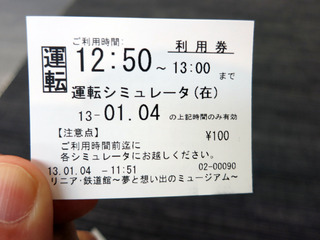 ご利用時間: 利用券
運転
12:50～13:00まで
運転シミュレータ(在)
13-01.04 の上記時間のみ有効
【注意点】 ¥100
ご利用時間前迄に
各シミュレータにお越しください。
13.01.04 -11:51 02-00090
リニア・鉄道館～夢と想い出のミュージアム～